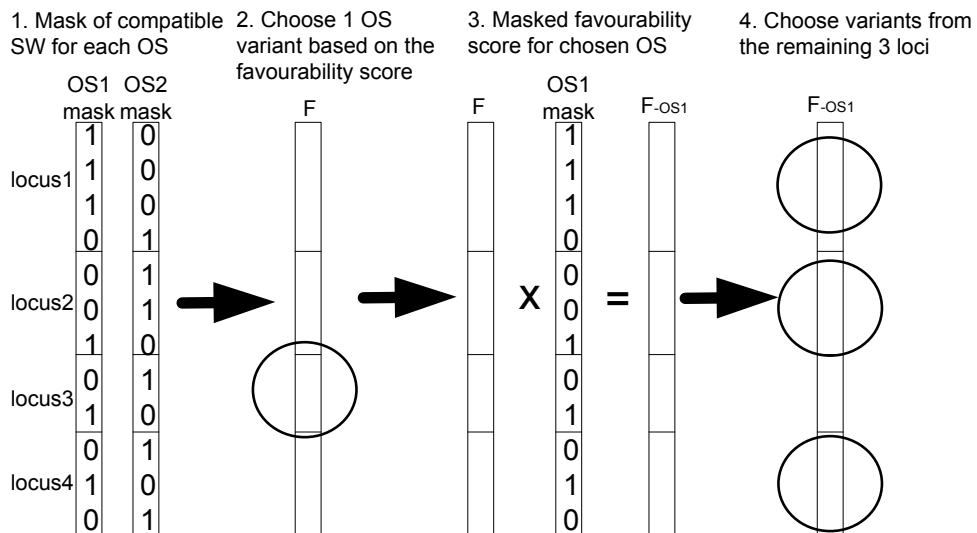 1. Mask of compatible
SW for each OS
2. Choose 1 OS
variant based on the
favourability score
3. Masked favourability
score for chosen OS
4. Choose variants from
the remaining 3 loci
OS1 OS2
mask mask
F
F
OS1
mask
F-OS1
F-OS1
1 0
1 0
locus1
1 0
0 1
0 1
locus2
0 1
1 0
0 1
locus3
1 0
0 1
locus4
1 0
0 1
1
1
1
0
0
x 0 =
1
0
1
0
1
0